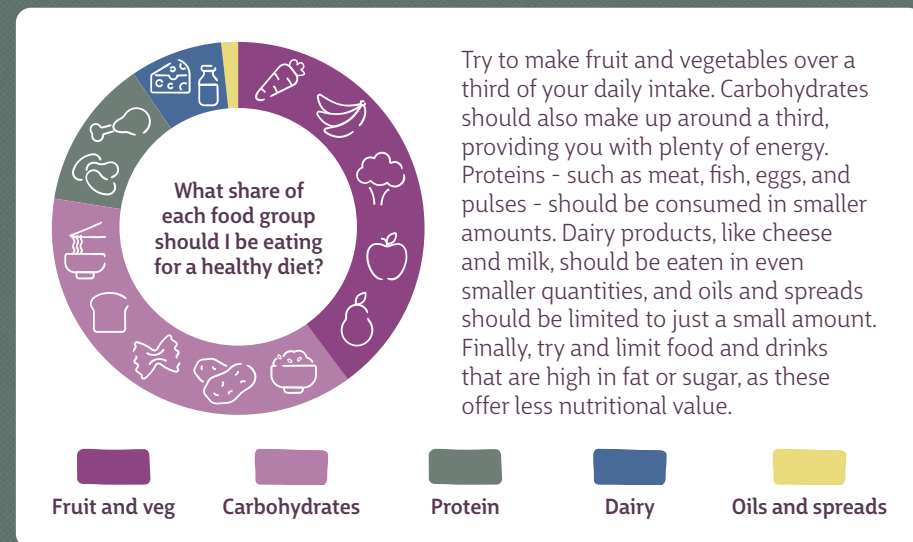 What share of
each food group
should I be eating
for a healthy diet?
Try to make fruit and vegetables over a
third of your daily intake. Carbohydrates
should also make up around a third,
providing you with plenty of energy.
Proteins - such as meat, fish, eggs, and
pulses - should be consumed in smaller
amounts. Dairy products, like cheese
and milk, should be eaten in even
smaller quantities, and oils and spreads
should be limited to just a small amount.
Finally, try and limit food and drinks
that are high in fat or sugar, as these
offer less nutritional value.
Fruit and veg
Carbohydrates
Protein
Dairy
Oils and spreads